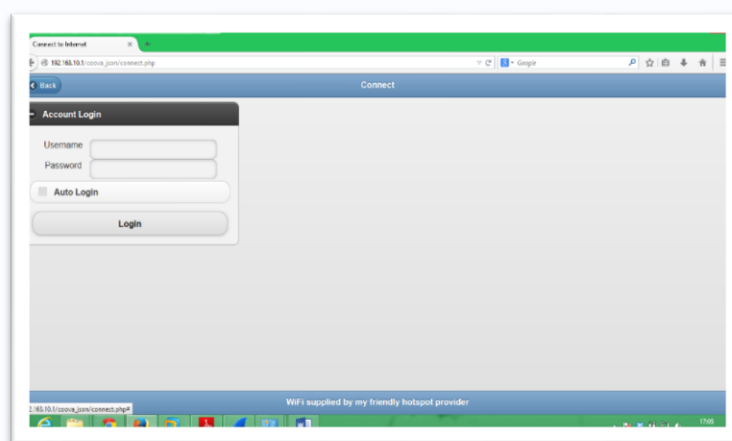 Connect to Internet
192.168.10.1/coova_json/connect.php
Google
Back
Connect
Account Login
Username
Password
Auto Login
Login
WiFi supplied by my friendly hotspot provider
2.168.10.1/coova_json/connect.php#
17:05